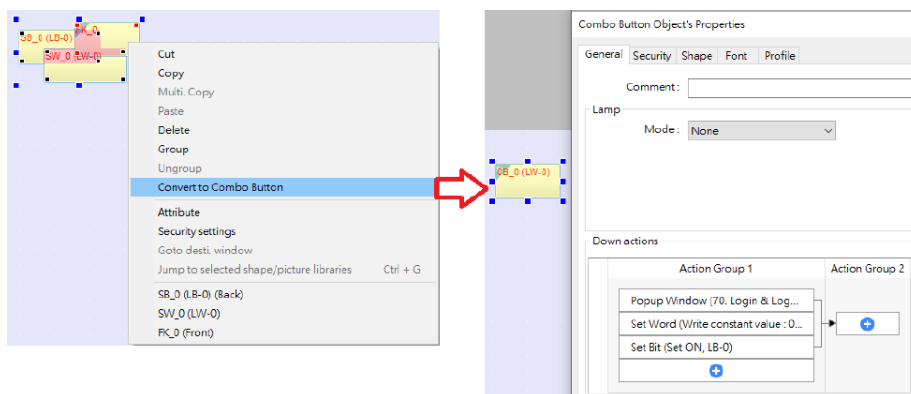 FK_0
SB_0 (LB-0)
SW_0 (LW-0)
Cut
Copy
Multi. Copy
Paste
Delete
Group
Ungroup
Convert to Combo Button
Attribute
Security settings
Goto desti. window
Jump to selected shape/picture libraries Ctrl + G
SB_0 (LB-0) (Back)
SW_0 (LW-0)
FK_0 (Front)
CB_0 (LW-0)
Combo Button Object's Properties
General Security Shape Font Profile
Comment :
Lamp
Mode : None
Down actions
Action Group 1 Action Group 2
Popup Window [70. Login & Log...
Set Word (Write constant value : 0...
Set Bit (Set ON, LB-0)